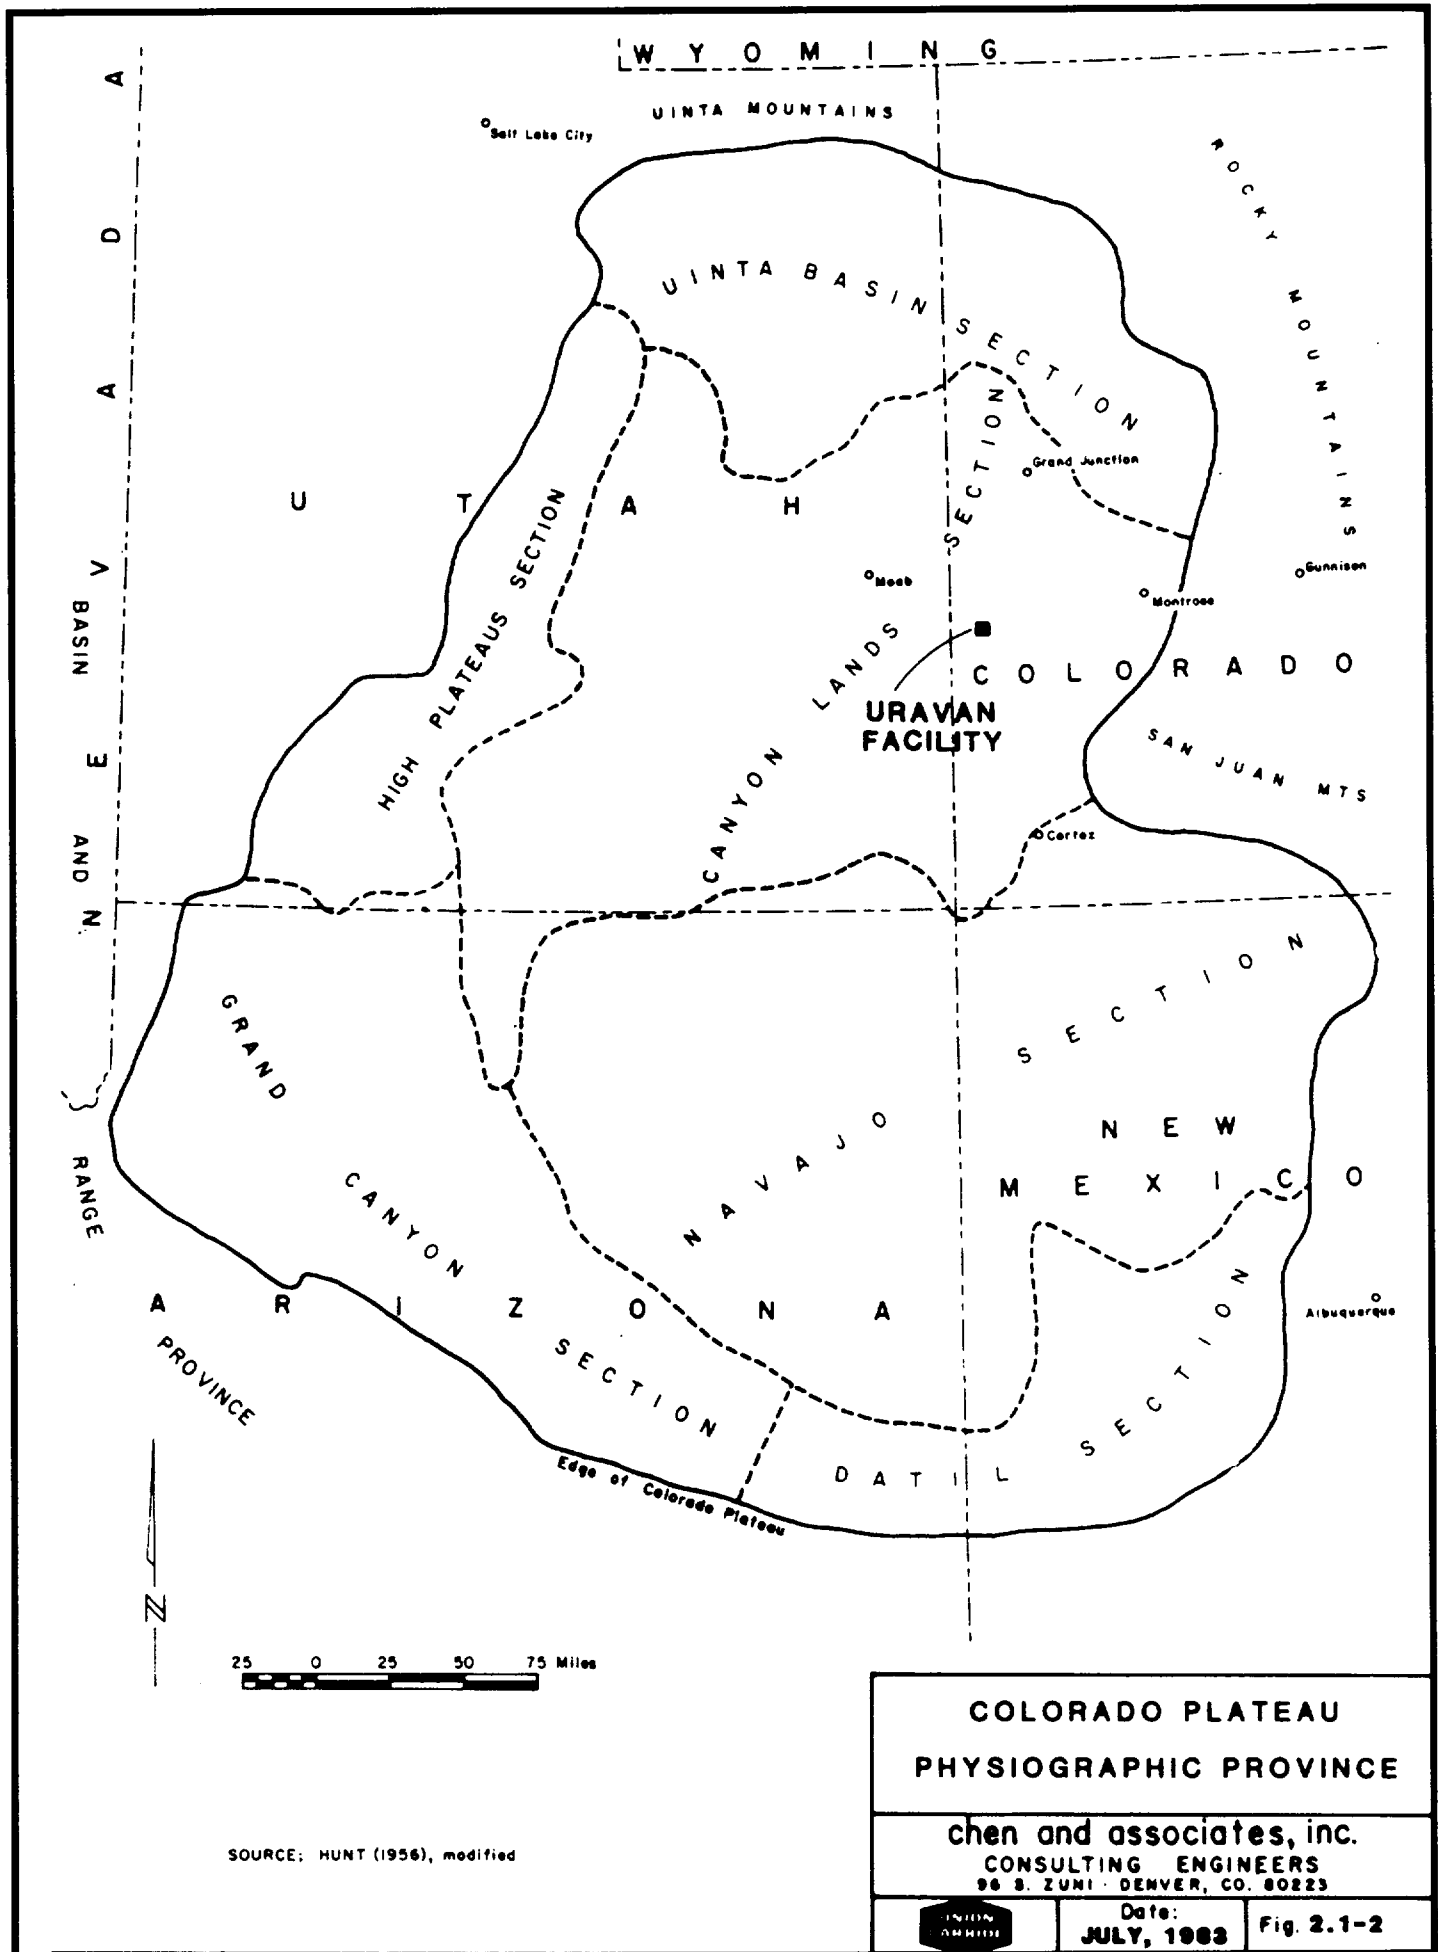 WYOMING
UINTA MOUNTAINS
Salt Lake City
ROCKY MOUNTAINS
NEVADA
UINTA BASIN SECTION
Grand Junction
UTAH
HIGH PLATEAUS SECTION
CANYON LANDS SECTION
Moab
Gunnison
Montrose
COLORADO
URAVAN
FACILITY
SAN JUAN MTS
Cortez
BASIN AND RANGE PROVINCE
GRAND CANYON SECTION
NAVAJO SECTION
NEW
MEXICO
ARIZONA
Albuquerque
DATIL SECTION
Edge of Colorado Plateau
N
25 0 25 50 75 Miles
SOURCE; HUNT (1956), modified
COLORADO PLATEAU
PHYSIOGRAPHIC PROVINCE
chen and associates, inc.
CONSULTING ENGINEERS
96 S. ZUNI · DENVER, CO. 80223
UNION
CARBIDE
Date:
JULY, 1983
Fig. 2.1-2